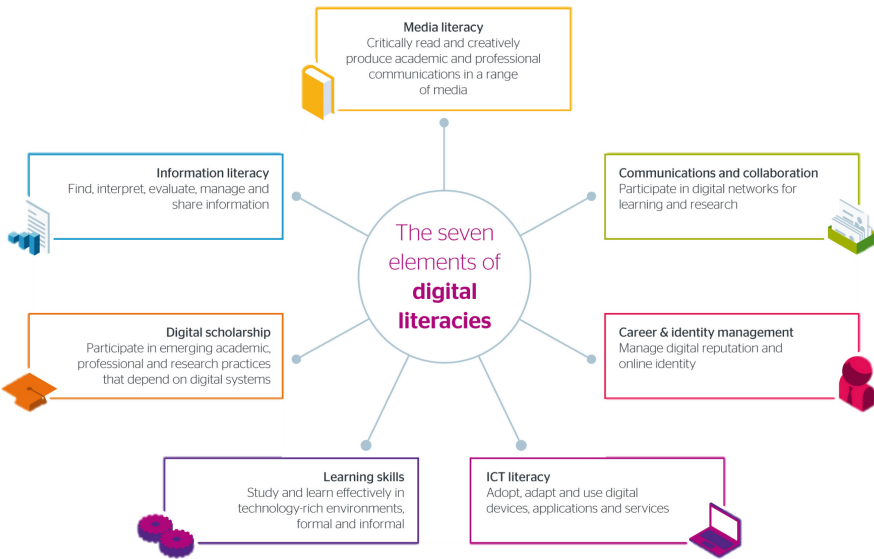 Media literacy
Critically read and creatively
produce academic and professional
communications in a range
of media
Information literacy
Find, interpret, evaluate, manage and
share information
Communications and collaboration
Participate in digital networks for
learning and research
The seven
elements of
digital
literacies
Digital scholarship
Participate in emerging academic,
professional and research practices
that depend on digital systems
Career & identity management
Manage digital reputation and
online identity
Learning skills
Study and learn effectively in
technology-rich environments,
formal and informal
ICT literacy
Adopt, adapt and use digital
devices, applications and services